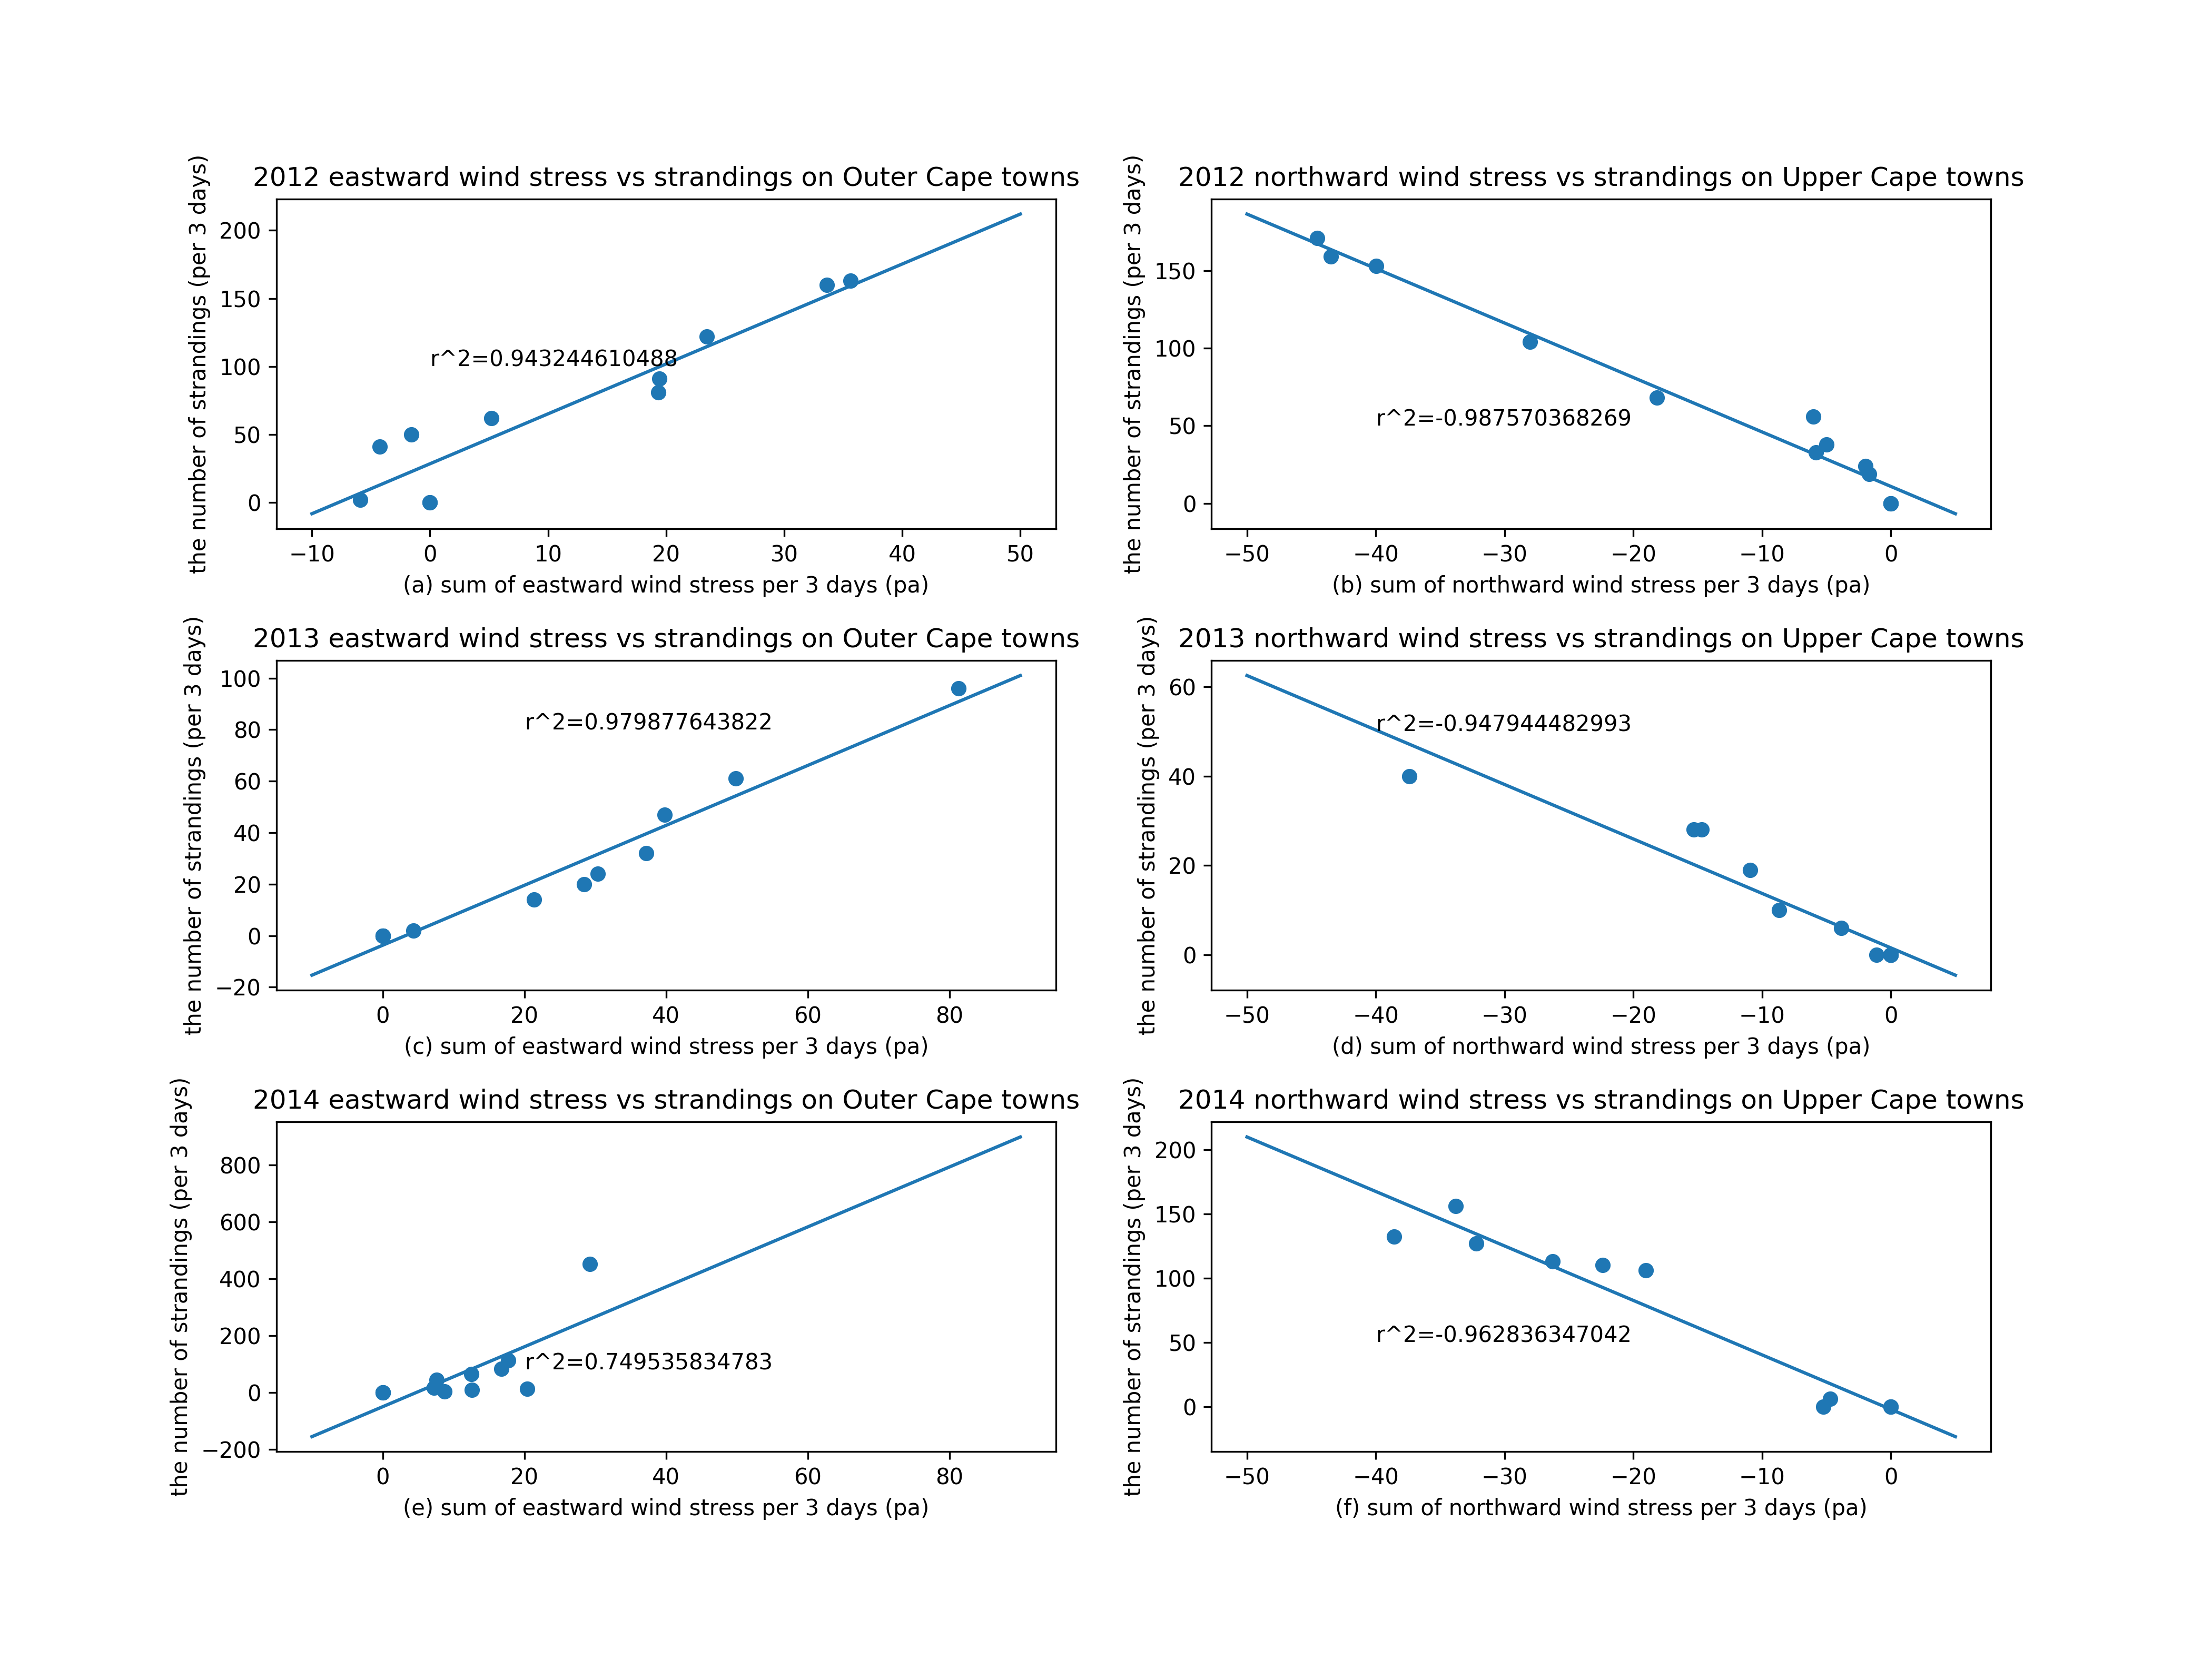 2012 eastward wind stress vs strandings on Outer Cape towns
the number of strandings (per 3 days)
200
150
100
50
0
r^2=0.943244610488
−10 0 10 20 30 40 50
(a) sum of eastward wind stress per 3 days (pa)
2012 northward wind stress vs strandings on Upper Cape towns
the number of strandings (per 3 days)
150
100
50
0
r^2=-0.987570368269
−50 −40 −30 −20 −10 0
(b) sum of northward wind stress per 3 days (pa)
2013 eastward wind stress vs strandings on Outer Cape towns
the number of strandings (per 3 days)
100
80
60
40
20
0
−20
r^2=0.979877643822
0 20 40 60 80
(c) sum of eastward wind stress per 3 days (pa)
2013 northward wind stress vs strandings on Upper Cape towns
the number of strandings (per 3 days)
60
40
20
0
r^2=-0.947944482993
−50 −40 −30 −20 −10 0
(d) sum of northward wind stress per 3 days (pa)
2014 eastward wind stress vs strandings on Outer Cape towns
the number of strandings (per 3 days)
800
600
400
200
0
−200
r^2=0.749535834783
0 20 40 60 80
(e) sum of eastward wind stress per 3 days (pa)
2014 northward wind stress vs strandings on Upper Cape towns
the number of strandings (per 3 days)
200
150
100
50
0
r^2=-0.962836347042
−50 −40 −30 −20 −10 0
(f) sum of northward wind stress per 3 days (pa)